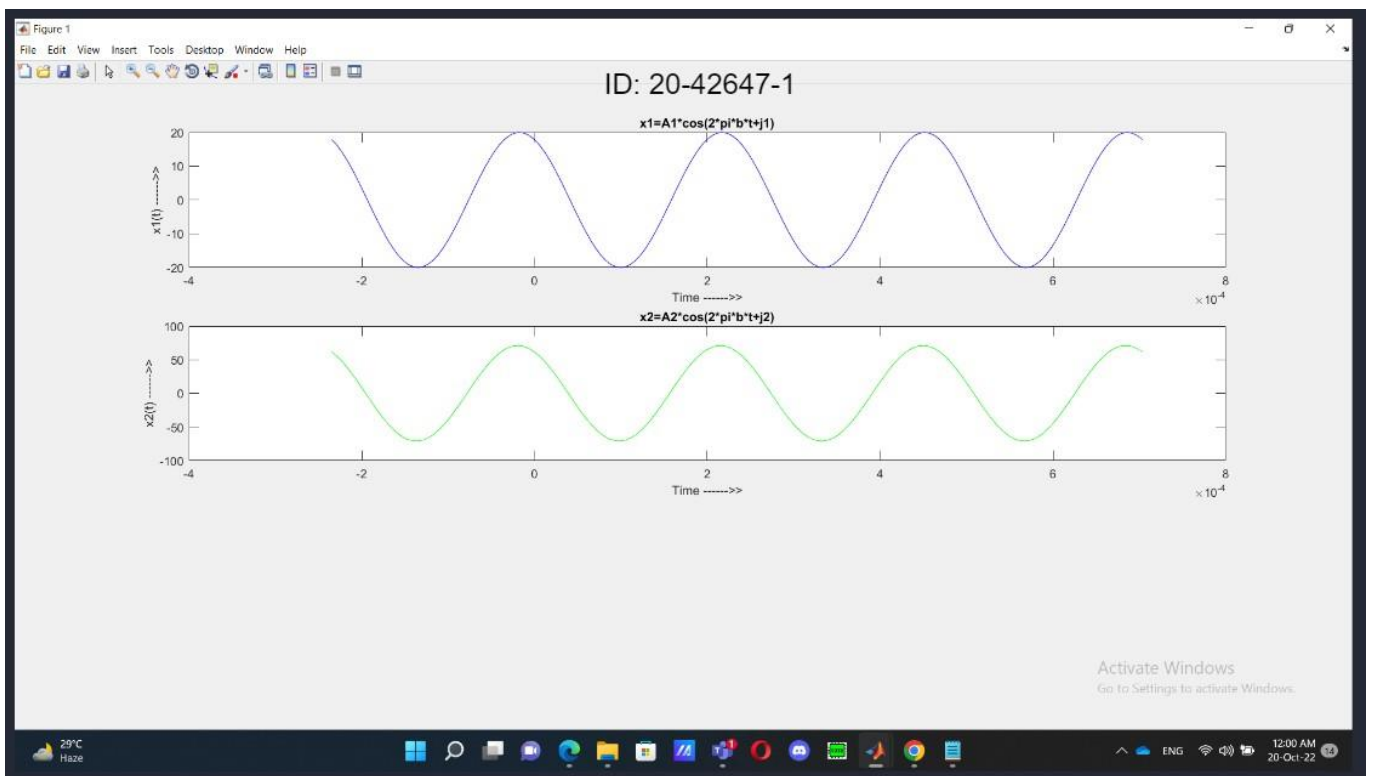 Figure 1
File Edit View Insert Tools Desktop Window Help
ID: 20-42647-1
x1=A1*cos(2*pi*b*t+j1)
20
10
0
-10
-20
x1(t) ------>>
-4 -2 0 2 4 6 8
Time ------>>
×10-4
x2=A2*cos(2*pi*b*t+j2)
100
50
0
-50
-100
x2(t) ------>>
-4 -2 0 2 4 6 8
Time ------>>
×10-4
Activate Windows
Go to Settings to activate Windows.
29°C
Haze
1
ENG
12:00 AM
20-Oct-22
14